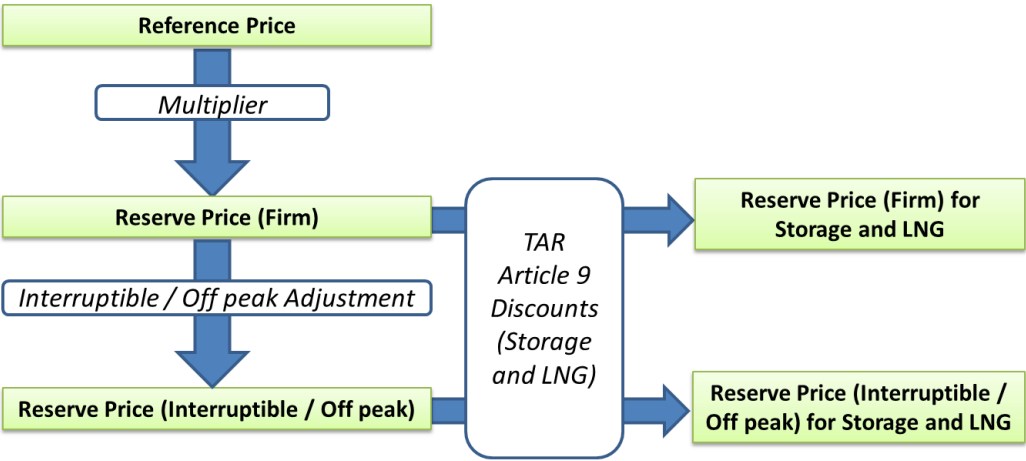 Reference Price
Multiplier
Reserve Price (Firm)
Interruptible / Off peak Adjustment
Reserve Price (Interruptible / Off peak)
TAR
Article 9
Discounts
(Storage
and LNG)
Reserve Price (Firm) for
Storage and LNG
Reserve Price (Interruptible /
Off peak) for Storage and LNG